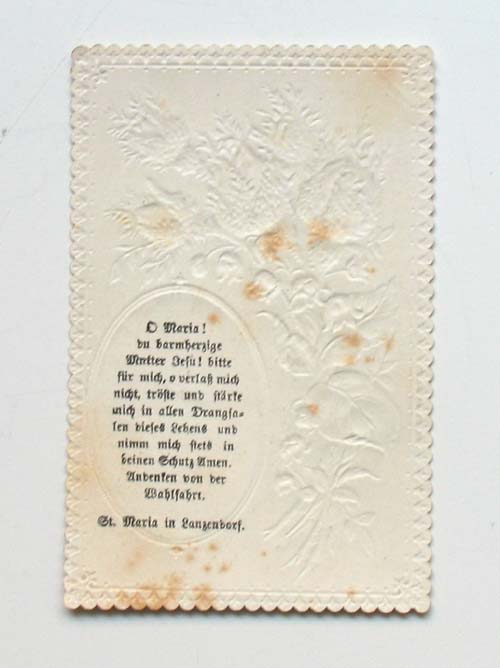 O Maria!
du barmherzige
Mutter Jesu! bitte
für mich, o verlaß mich
nicht, tröste und stärke
mich in allen Drangsa-
len dieses Lebens und
nimm mich stets in
deinen Schutz Amen.
Andenken von der
Wahlfahrt.
St. Maria in Lanzendorf.